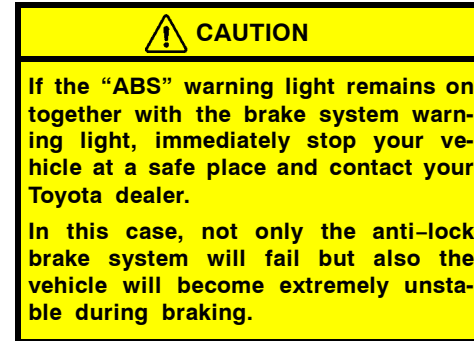 CAUTION
If the “ABS” warning light remains on
together with the brake system warn-
ing light, immediately stop your ve-
hicle at a safe place and contact your
Toyota dealer.
In this case, not only the anti−lock
brake system will fail but also the
vehicle will become extremely unsta-
ble during braking.